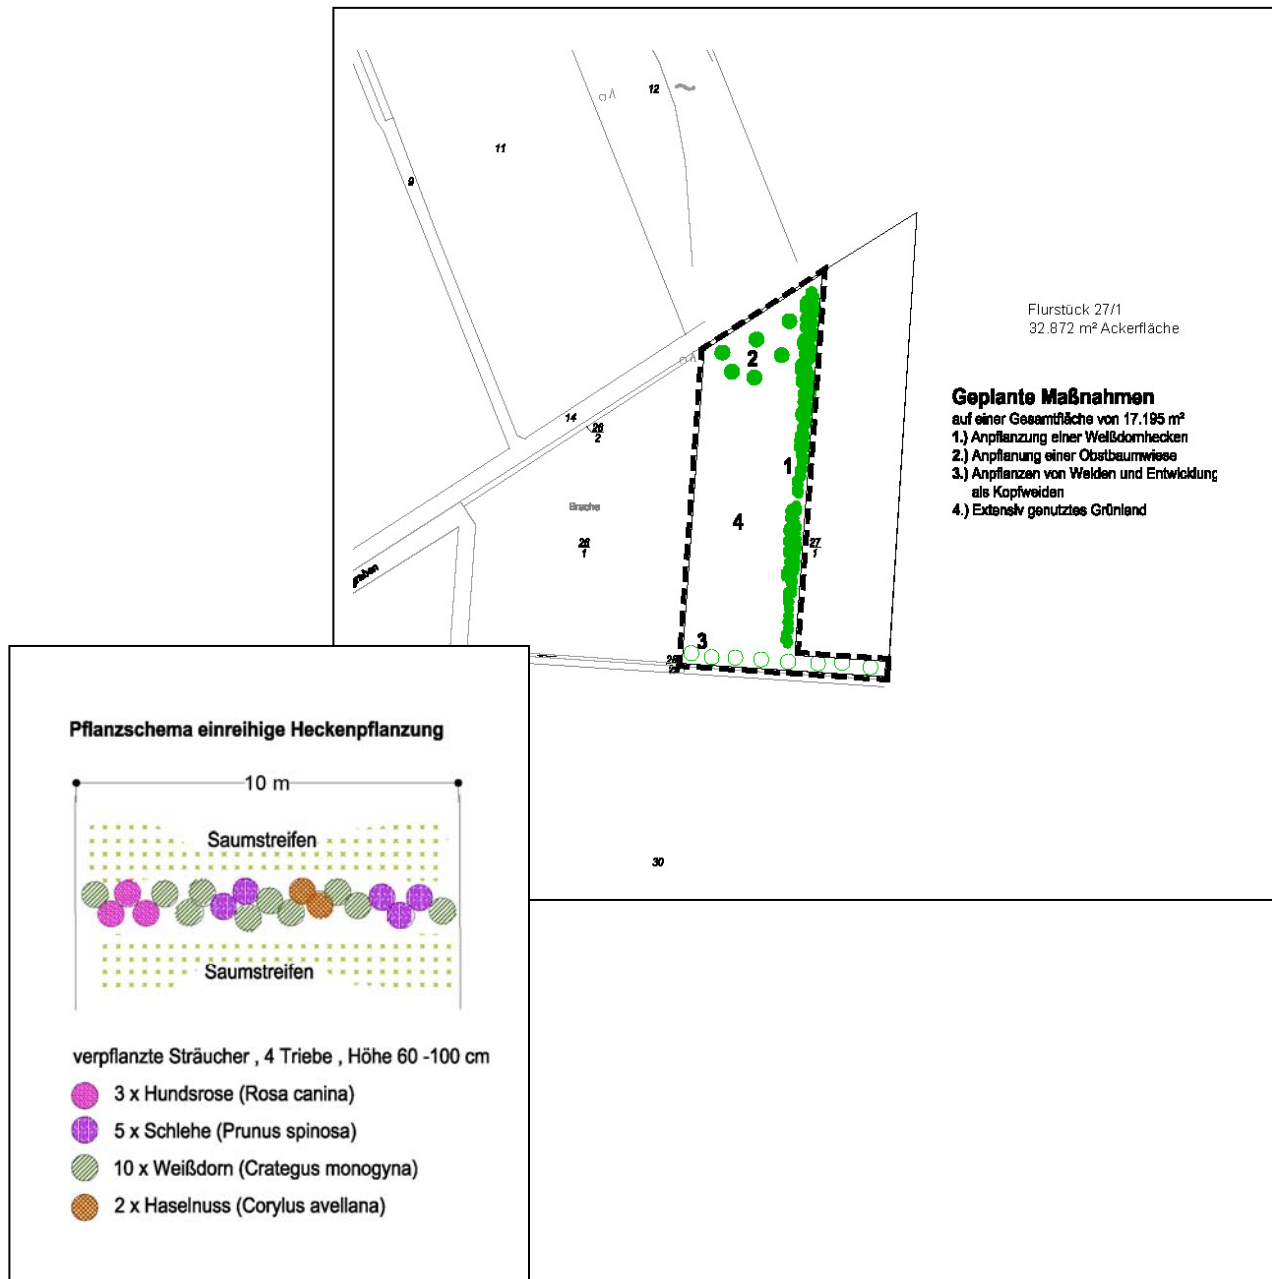 12
11
9
Flurstück 27/1
32.872 m² Ackerfläche
2
Geplante Maßnahmen
auf einer Gesamtfläche von 17.195 m²
1.) Anpflanzung einer Weißdornhecken
2.) Anpflanung einer Obstbaumwiese
3.) Anpflanzen von Weiden und Entwicklung
als Kopfweiden
4.) Extensiv genutztes Grünland
14
26
2
1
Brache
4
26
1
27
1
graben
3
Pflanzschema einreihige Heckenpflanzung
10 m
Saumstreifen
30
Saumstreifen
verpflanzte Sträucher , 4 Triebe , Höhe 60 -100 cm
3 x Hundsrose (Rosa canina)
5 x Schlehe (Prunus spinosa)
10 x Weißdorn (Crategus monogyna)
2 x Haselnuss (Corylus avellana)